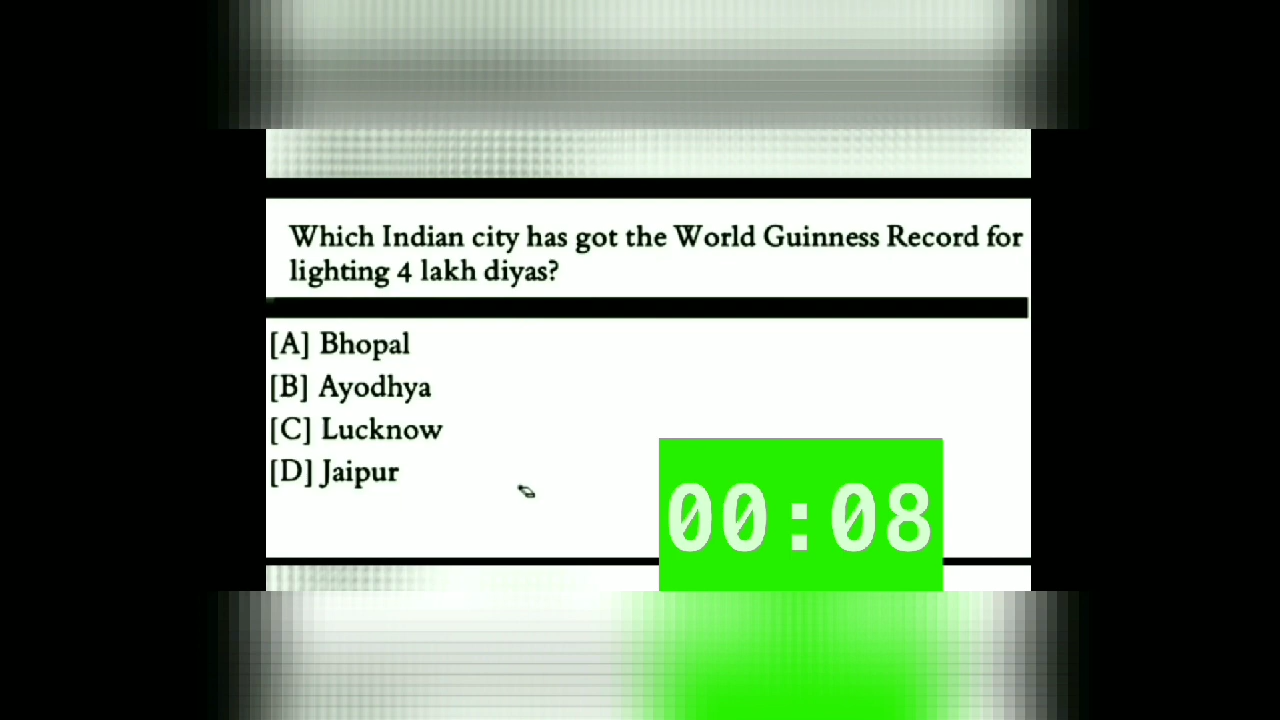 Which Indian city has got the World Guinness Record for
lighting 4 lakh diyas?
[A] Bhopal
[B] Ayodhya
[C] Lucknow
[D] Jaipur
00:08